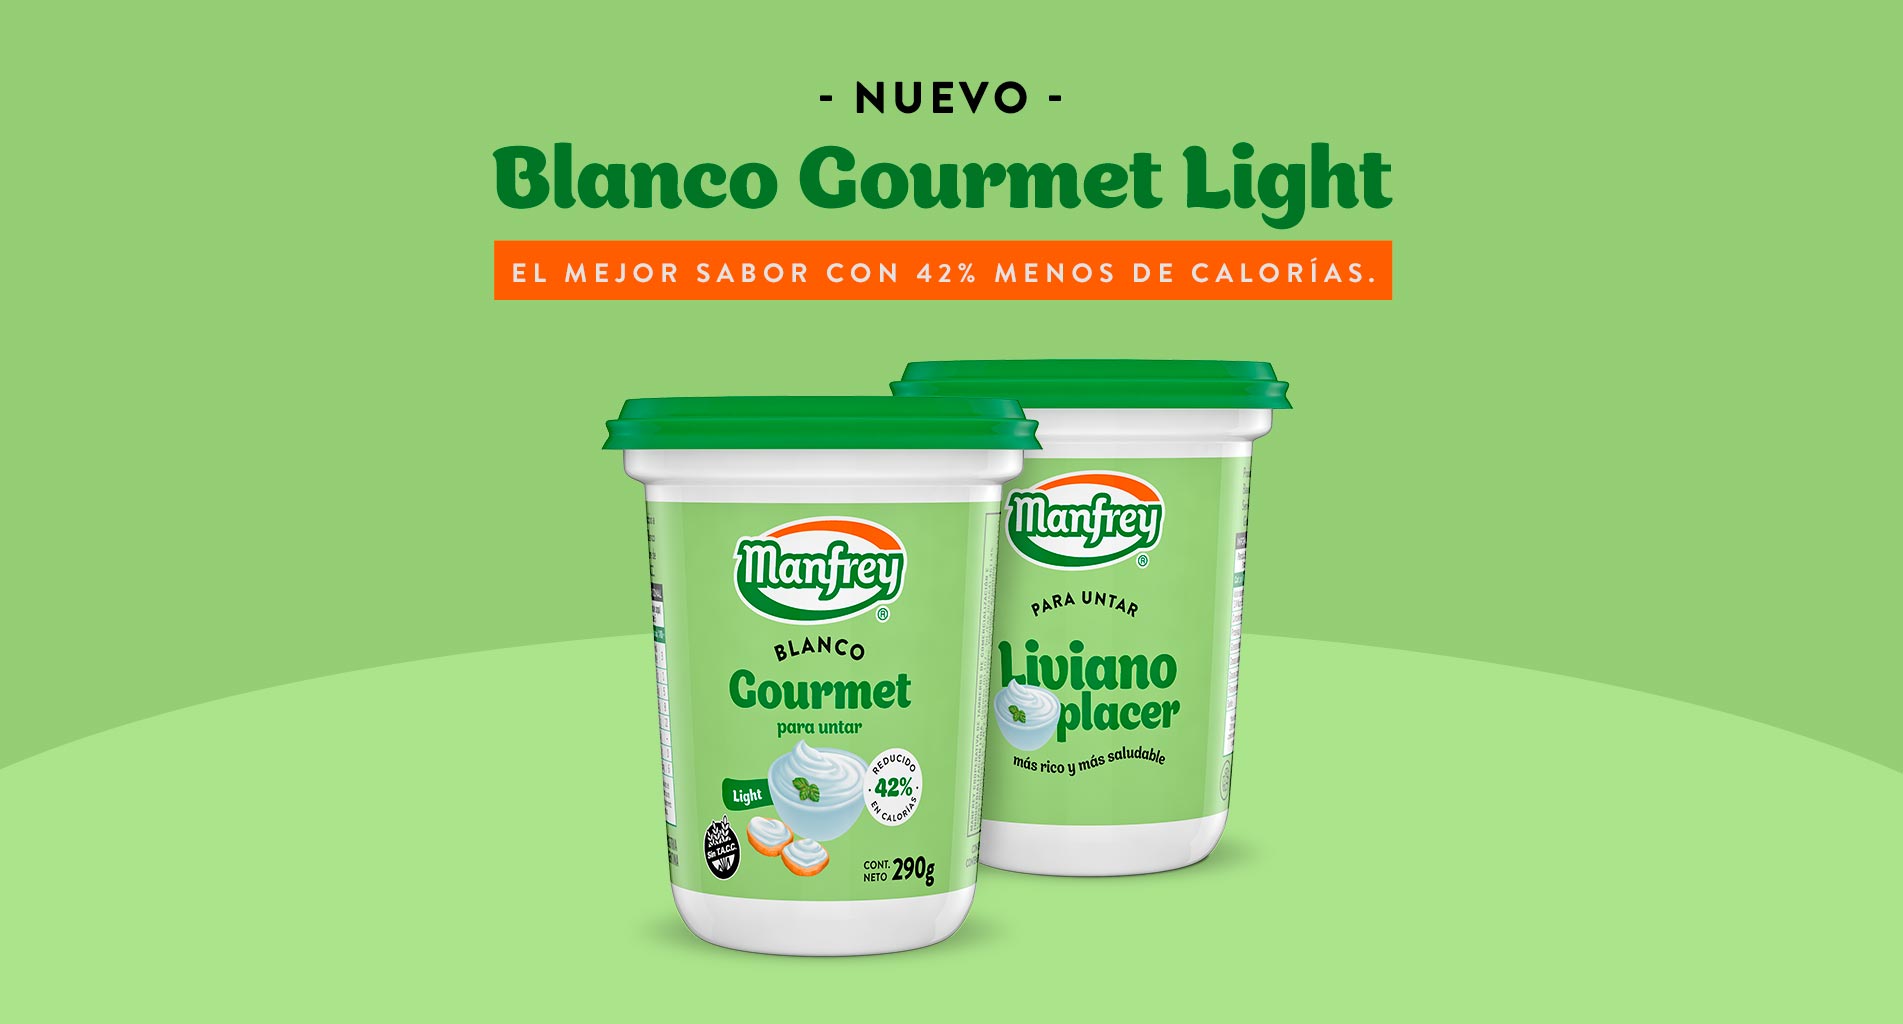 - NUEVO -
Blanco Gourmet Light
EL MEJOR SABOR CON 42% MENOS DE CALORÍAS.
Manfrey
®
BLANCO
Gourmet
para untar
Light
REDUCIDO
42%
EN CALORÍAS
Sin T.A.C.C.
CONT.
NETO 290g
Manfrey
®
PARA UNTAR
Liviano
placer
más rico y más saludable